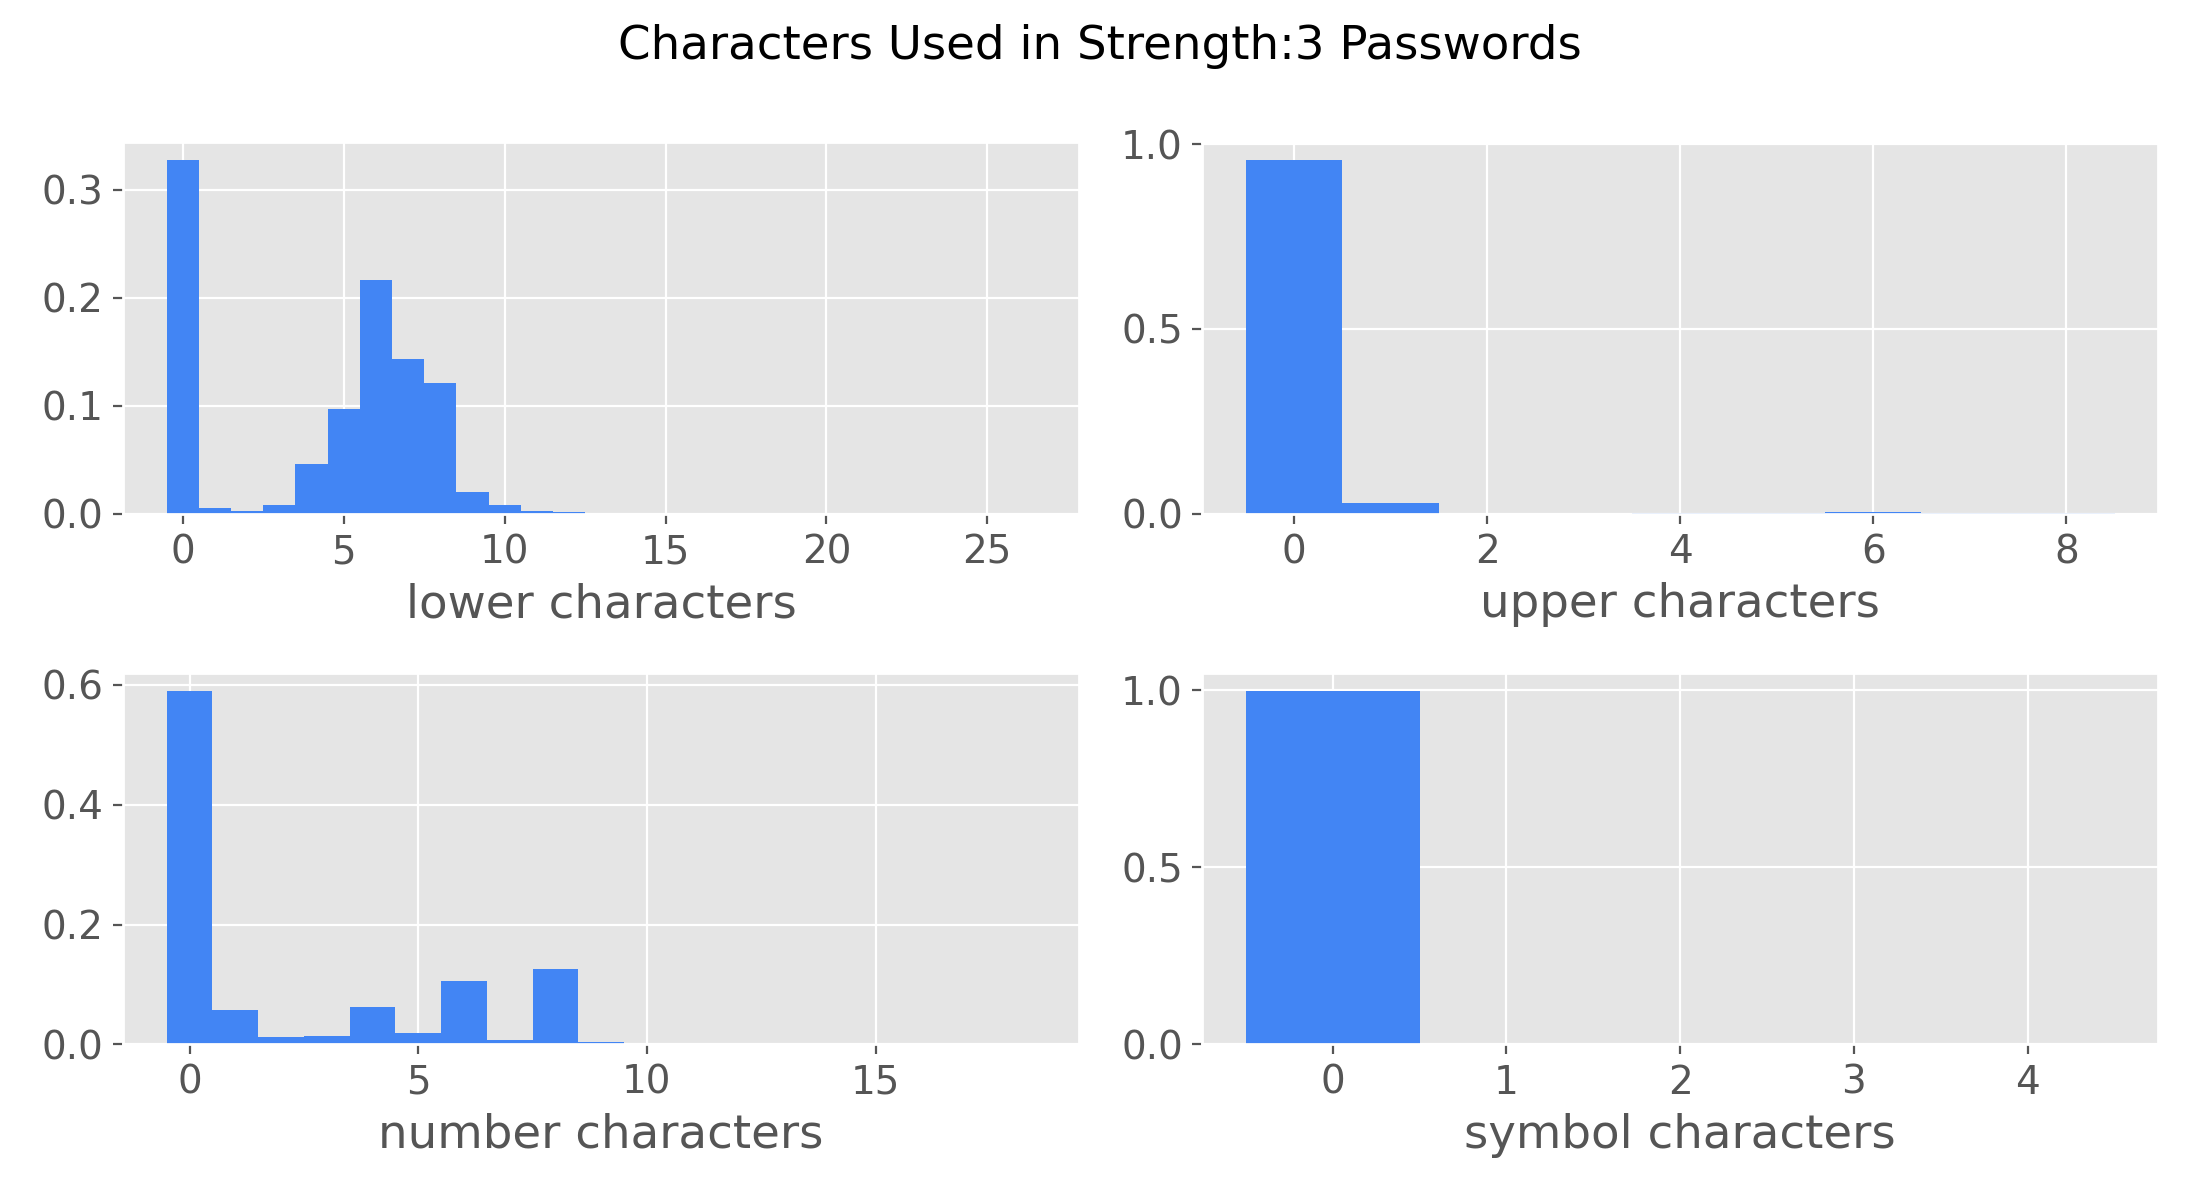 Characters Used in Strength:3 Passwords
0.3
0.2
0.1
0.0
0 5 10 15 20 25
lower characters
1.0
0.5
0.0
0 2 4 6 8
upper characters
0.6
0.4
0.2
0.0
0 5 10 15
number characters
1.0
0.5
0.0
0 1 2 3 4
symbol characters